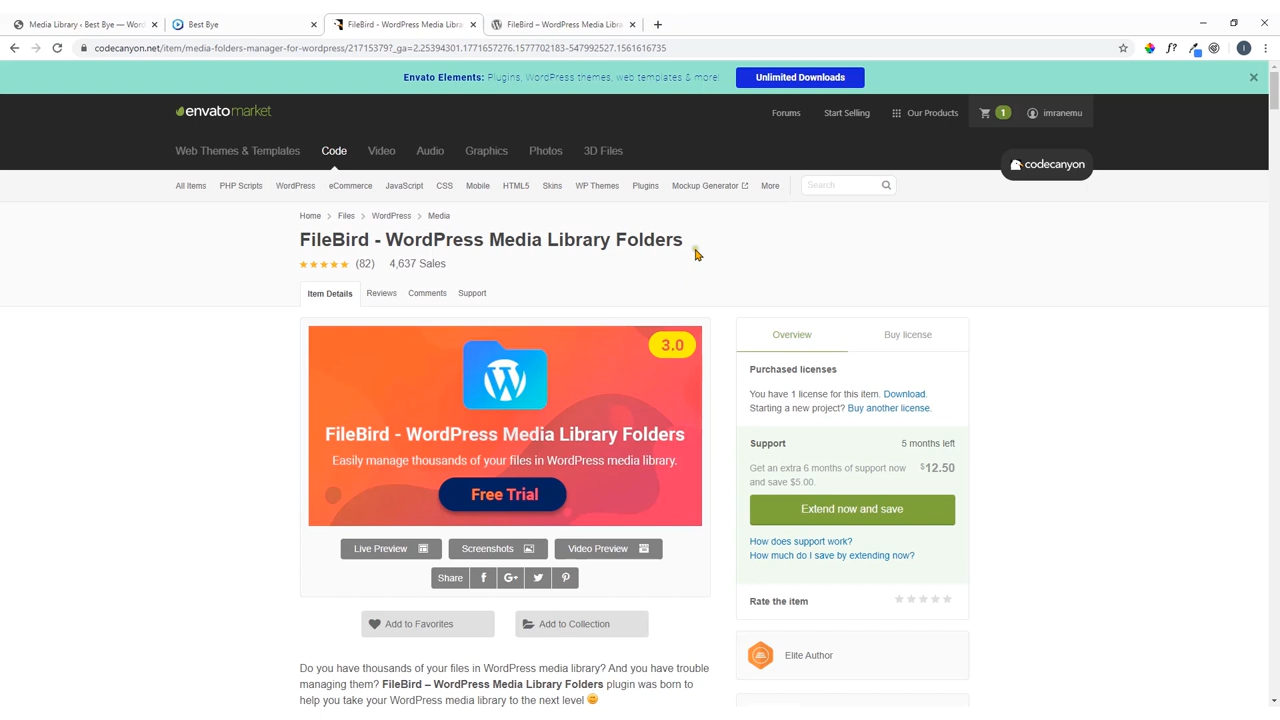 Media Library ‹ Best Bye — Word
Best Bye
FileBird - WordPress Media Libra
FileBird – WordPress Media Libra
codecanyon.net/item/media-folders-manager-for-wordpress/21715379?_ga=2.25394301.1771657276.1577702183-547992527.1561616735
f?
I
Envato Elements: Plugins, WordPress themes, web templates & more!
Unlimited Downloads
envatomarket
Forums
Start Selling
Our Products
1
imranemu
Web Themes & Templates
Code
Video
Audio
Graphics
Photos
3D Files
codecanyon
All Items
PHP Scripts
WordPress
eCommerce
JavaScript
CSS
Mobile
HTML5
Skins
WP Themes
Plugins
Mockup Generator
More
Search
Home
Files
WordPress
Media
FileBird - WordPress Media Library Folders
(82)
4,637 Sales
Item Details
Reviews
Comments
Support
3.0
FileBird - WordPress Media Library Folders
Easily manage thousands of your files in WordPress media library.
Free Trial
Live Preview
Screenshots
Video Preview
Share
Add to Favorites
Add to Collection
Do you have thousands of your files in WordPress media library? And you have trouble
managing them? FileBird – WordPress Media Library Folders plugin was born to
help you take your WordPress media library to the next level
Overview
Buy license
Purchased licenses
You have 1 license for this item. Download.
Starting a new project? Buy another license.
Support
5 months left
Get an extra 6 months of support now
and save $5.00.
$12.50
Extend now and save
How does support work?
How much do I save by extending now?
Rate the item
Elite Author